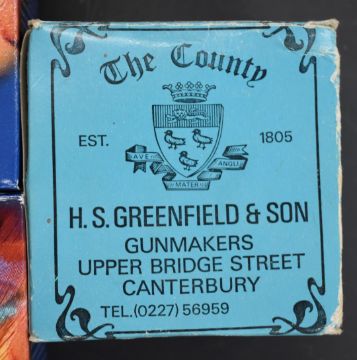 The County
EST. 1805
AVE MATER ANGLI
H. S. GREENFIELD & SON
GUNMAKERS
UPPER BRIDGE STREET
CANTERBURY
TEL.(0227) 56959